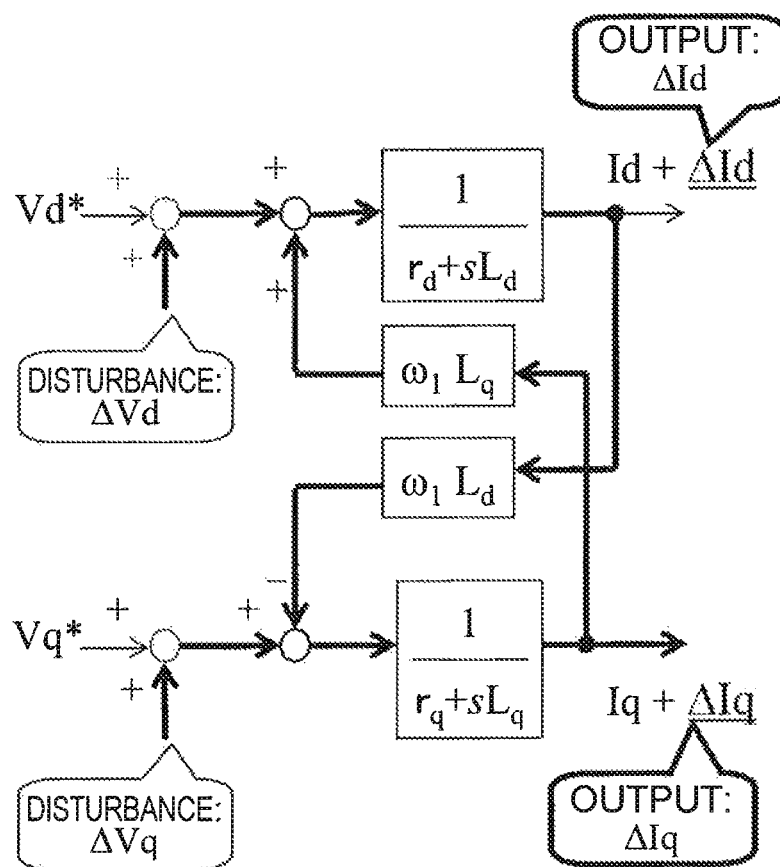 OUTPUT:
ΔId
Id + ΔId
Vd*
+
+
+
+
1
r_d+sL_d
ω_1 L_q
DISTURBANCE:
ΔVd
ω_1 L_d
Vq*
+
+
+
−
1
r_q+sL_q
Iq + ΔIq
DISTURBANCE:
ΔVq
OUTPUT:
ΔIq